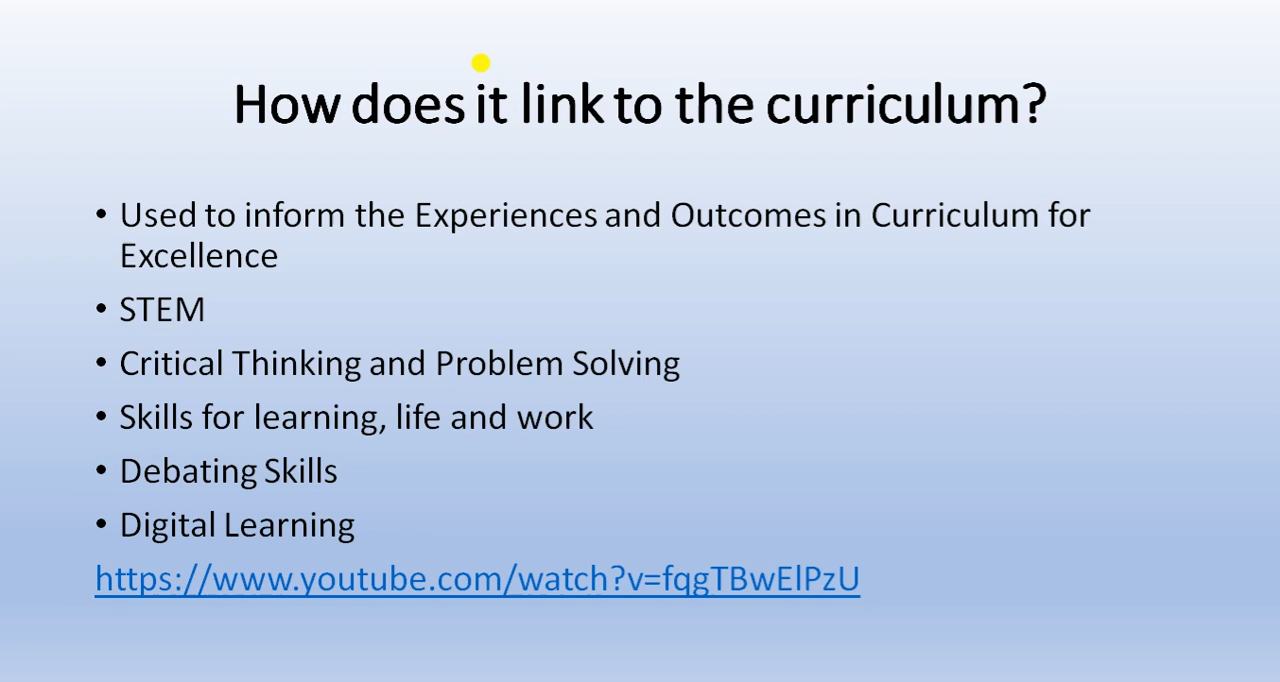 How does it link to the curriculum?
• Used to inform the Experiences and Outcomes in Curriculum for
Excellence
• STEM
• Critical Thinking and Problem Solving
• Skills for learning, life and work
• Debating Skills
• Digital Learning
https://www.youtube.com/watch?v=fqgTBwElPzU